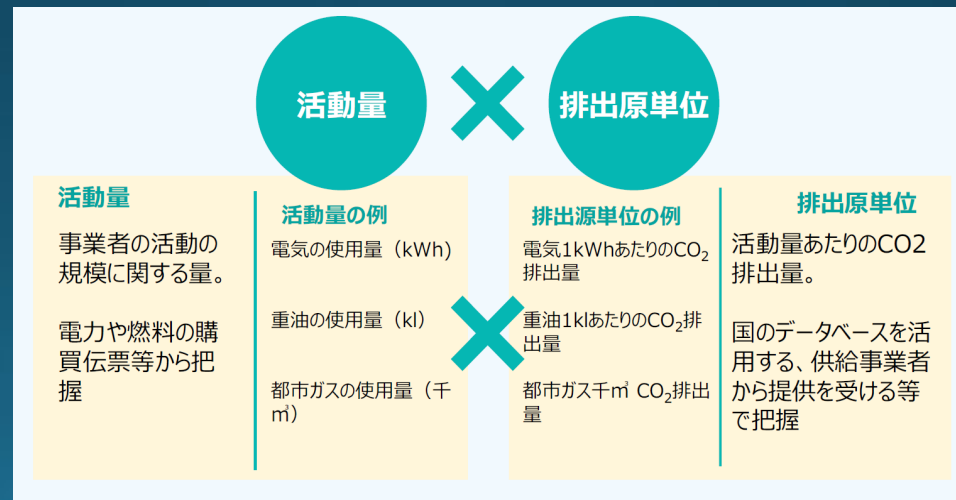 活動量
×
排出原単位
活動量
事業者の活動の
規模に関する量。
電力や燃料の購
買伝票等から把
握
活動量の例
電気の使用量（kWh)
重油の使用量（kl）
都市ガスの使用量（千
㎥）
×
排出源単位の例
電気1kWhあたりのCO₂
排出量
重油1klあたりのCO₂排
出量
都市ガス千㎥ CO₂排出
量
排出原単位
活動量あたりのCO2
排出量。
国のデータベースを活
用する、供給事業者
から提供を受ける等
で把握